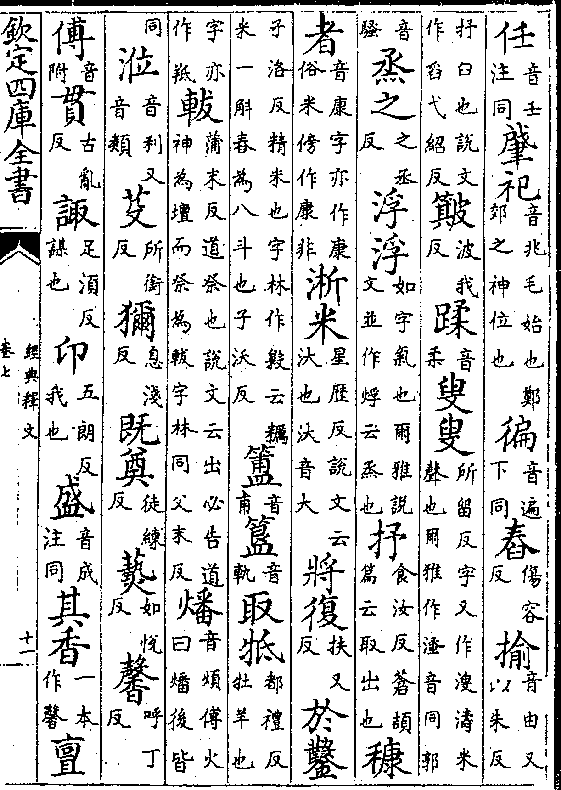 任音壬注同肇祀音兆毛始也鄭郊之神位也徧音遍下同舂傷容反揄音由又以朱反
抒臼也說文作舀弋紹反簸波我反蹂音柔叟叟所留反字又作溲濤米聲也爾雅作溞音同郭
音騷烝之之丞反浮浮如字氣也爾雅說文並作烰云烝也抒食汝反蒼頡篇云取出也穅
者音康字亦作康俗米傍作康非淅米星歷反說文云汏也汏音大將復扶又反於鑿
子洛反精米也字林作毇云糲米一斛舂為八斗也子沃反簠音甫簋音軌取牴都禮反牡羊也
字亦作羝軷蒲末反道祭也說文云出必告道神為壇而祭為軷字林同父末反燔音煩傅火曰燔後皆
同涖音利又音類芟所銜反獮息淺反既奠徒練反爇如悅反馨呼丁反
傅音附貫古亂反諏足湏反謀也卬五朗反我也盛音成注同其香一本作馨亶
欽定四庫全書
經典釋文
卷七
十一